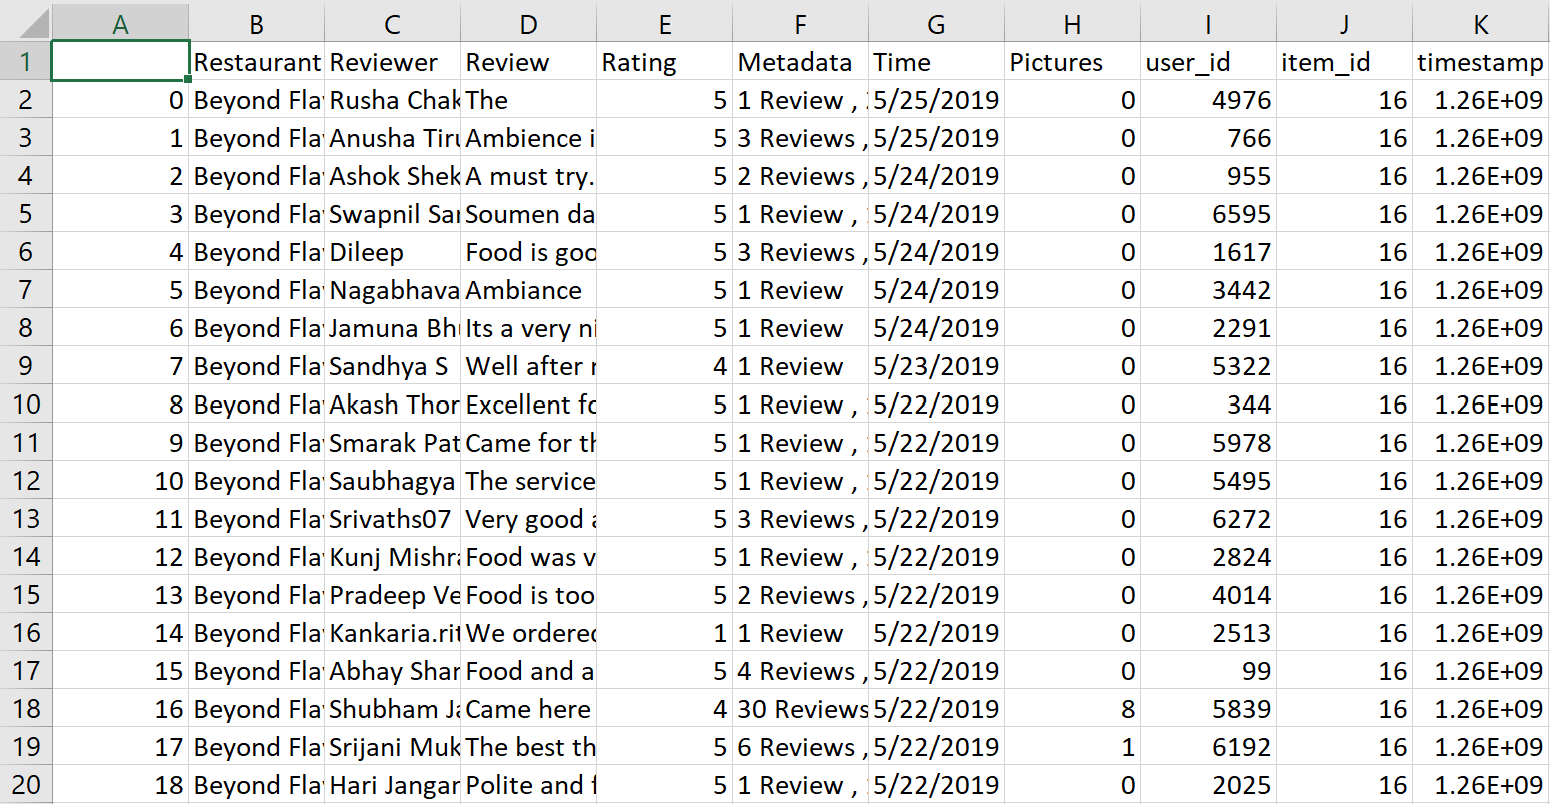 A B C D E F G H I J K
1 Restaurant Reviewer Review Rating Metadata Time Pictures user_id item_id timestamp
2 0 Beyond Fla Rusha Chak The 5 1 Review , 5/25/2019 0 4976 16 1.26E+09
3 1 Beyond Fla Anusha Tiru Ambience i 5 3 Reviews , 5/25/2019 0 766 16 1.26E+09
4 2 Beyond Fla Ashok Shek A must try. 5 2 Reviews , 5/24/2019 0 955 16 1.26E+09
5 3 Beyond Fla Swapnil Sar Soumen da 5 1 Review , 5/24/2019 0 6595 16 1.26E+09
6 4 Beyond Fla Dileep Food is goo 5 3 Reviews , 5/24/2019 0 1617 16 1.26E+09
7 5 Beyond Fla Nagabhava Ambiance 5 1 Review 5/24/2019 0 3442 16 1.26E+09
8 6 Beyond Fla Jamuna Bhu Its a very ni 5 1 Review 5/24/2019 0 2291 16 1.26E+09
9 7 Beyond Fla Sandhya S Well after r 4 1 Review 5/23/2019 0 5322 16 1.26E+09
10 8 Beyond Fla Akash Thor Excellent fo 5 1 Review , 5/22/2019 0 344 16 1.26E+09
11 9 Beyond Fla Smarak Pat Came for th 5 1 Review , 5/22/2019 0 5978 16 1.26E+09
12 10 Beyond Fla Saubhagya The service 5 1 Review , 5/22/2019 0 5495 16 1.26E+09
13 11 Beyond Fla Srivaths07 Very good a 5 3 Reviews , 5/22/2019 0 6272 16 1.26E+09
14 12 Beyond Fla Kunj Mishra Food was v 5 1 Review , 5/22/2019 0 2824 16 1.26E+09
15 13 Beyond Fla Pradeep Ve Food is too 5 2 Reviews , 5/22/2019 0 4014 16 1.26E+09
16 14 Beyond Fla Kankaria.rit We ordered 1 1 Review 5/22/2019 0 2513 16 1.26E+09
17 15 Beyond Fla Abhay Shar Food and a 5 4 Reviews , 5/22/2019 0 99 16 1.26E+09
18 16 Beyond Fla Shubham Ja Came here 4 30 Reviews 5/22/2019 8 5839 16 1.26E+09
19 17 Beyond Fla Srijani Muk The best th 5 6 Reviews , 5/22/2019 1 6192 16 1.26E+09
20 18 Beyond Fla Hari Jangar Polite and f 5 1 Review , 5/22/2019 0 2025 16 1.26E+09